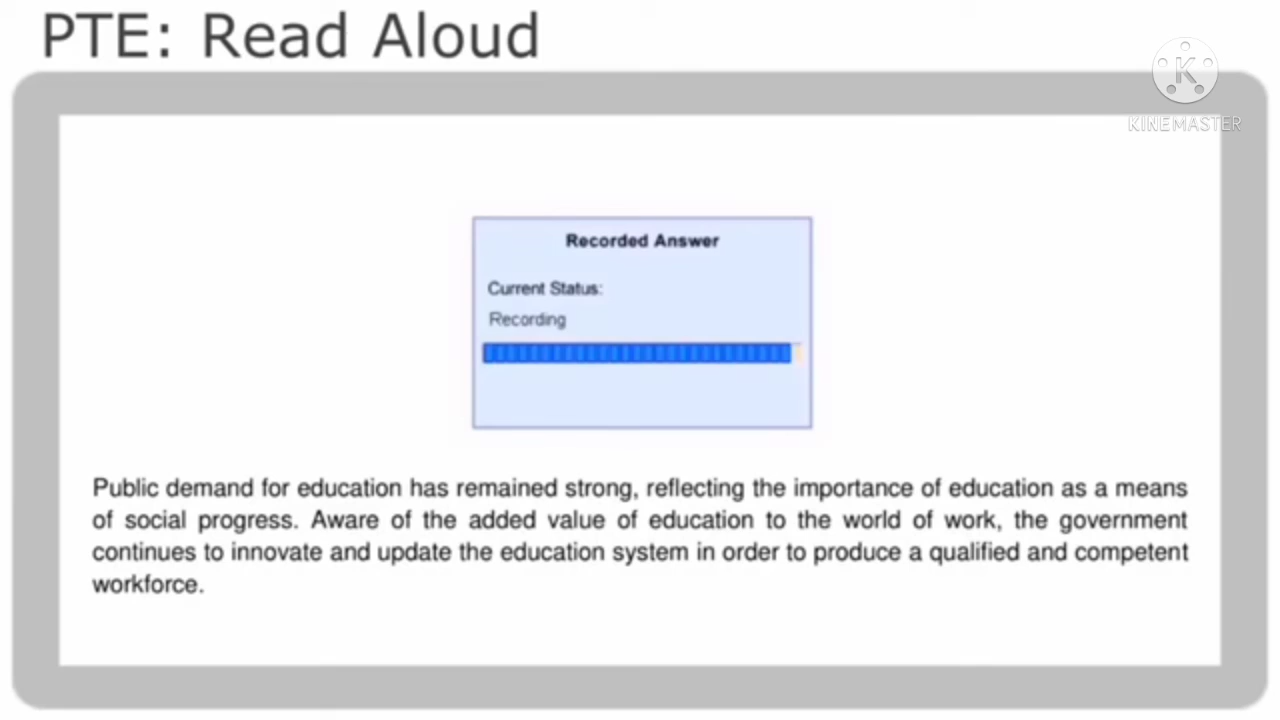 PTE: Read Aloud
K
KINEMASTER
Recorded Answer
Current Status:
Recording
Public demand for education has remained strong, reflecting the importance of education as a means
of social progress. Aware of the added value of education to the world of work, the government
continues to innovate and update the education system in order to produce a qualified and competent
workforce.